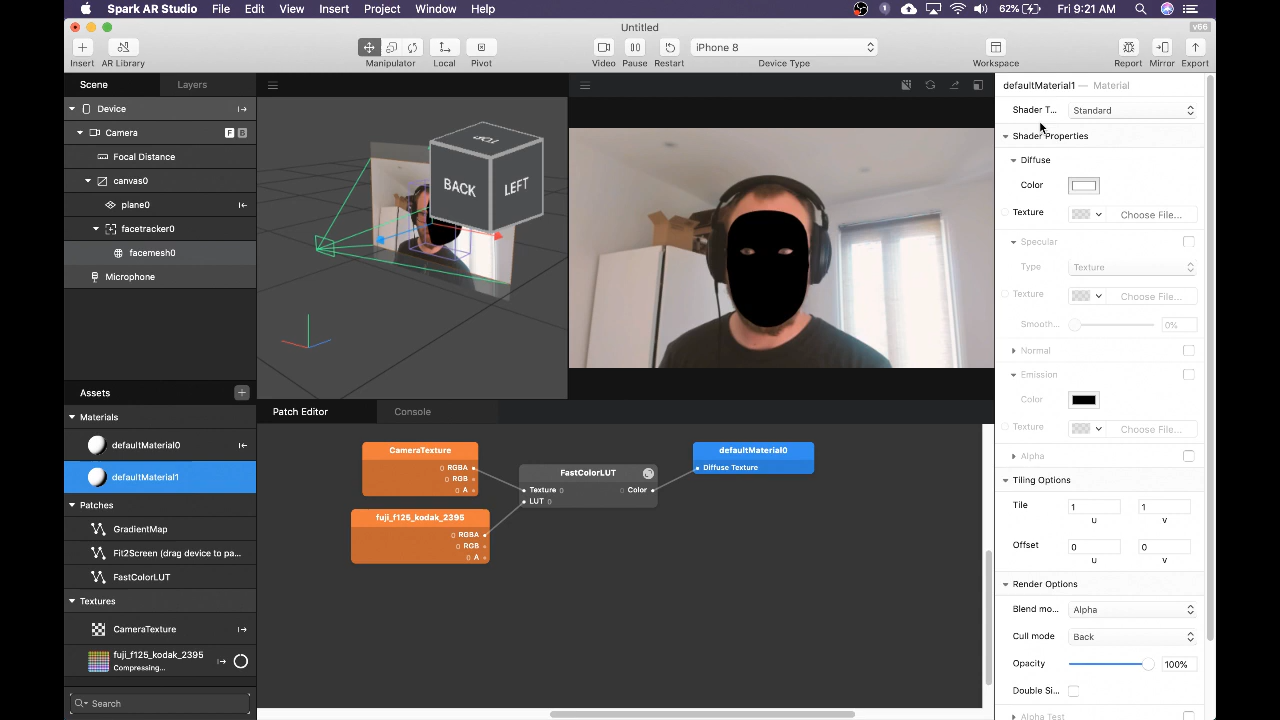 Spark AR Studio File Edit View Insert Project Window Help 1 62% Fri 9:21 AM
Untitled v66
Insert AR Library Manipulator Local Pivot Video Pause Restart iPhone 8 Device Type Workspace Report Mirror Export
Scene Layers
Device
Camera F B
Focal Distance
canvas0
plane0
facetracker0
facemesh0
Microphone
TOP
BACK LEFT
Assets
Materials
defaultMaterial0
defaultMaterial1
Patches
GradientMap
Fit2Screen (drag device to pa...
FastColorLUT
Textures
CameraTexture
fuji_f125_kodak_2395
Compressing...
Search
Patch Editor Console
CameraTexture
RGBA
RGB
A
fuji_f125_kodak_2395
RGBA
RGB
A
FastColorLUT
Texture Color
LUT
defaultMaterial0
Diffuse Texture
defaultMaterial1 — Material
Shader T... Standard
Shader Properties
Diffuse
Color
Texture Choose File...
Specular
Type Texture
Texture Choose File...
Smooth... 0%
Normal
Emission
Color
Texture Choose File...
Alpha
Tiling Options
Tile 1 1
U V
Offset 0 0
U V
Render Options
Blend mo... Alpha
Cull mode Back
Opacity 100%
Double Si...
Alpha Test